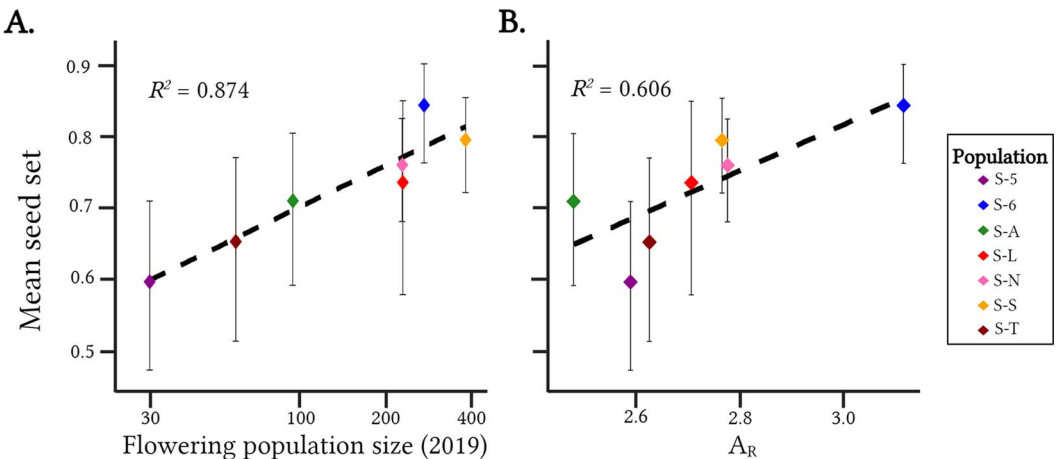 A.
R² = 0.874
Mean seed set
0.9
0.8
0.7
0.6
0.5
30
100
200
400
Flowering population size (2019)
B.
R² = 0.606
2.6
2.8
3.0
A_R
Population
S-5
S-6
S-A
S-L
S-N
S-S
S-T